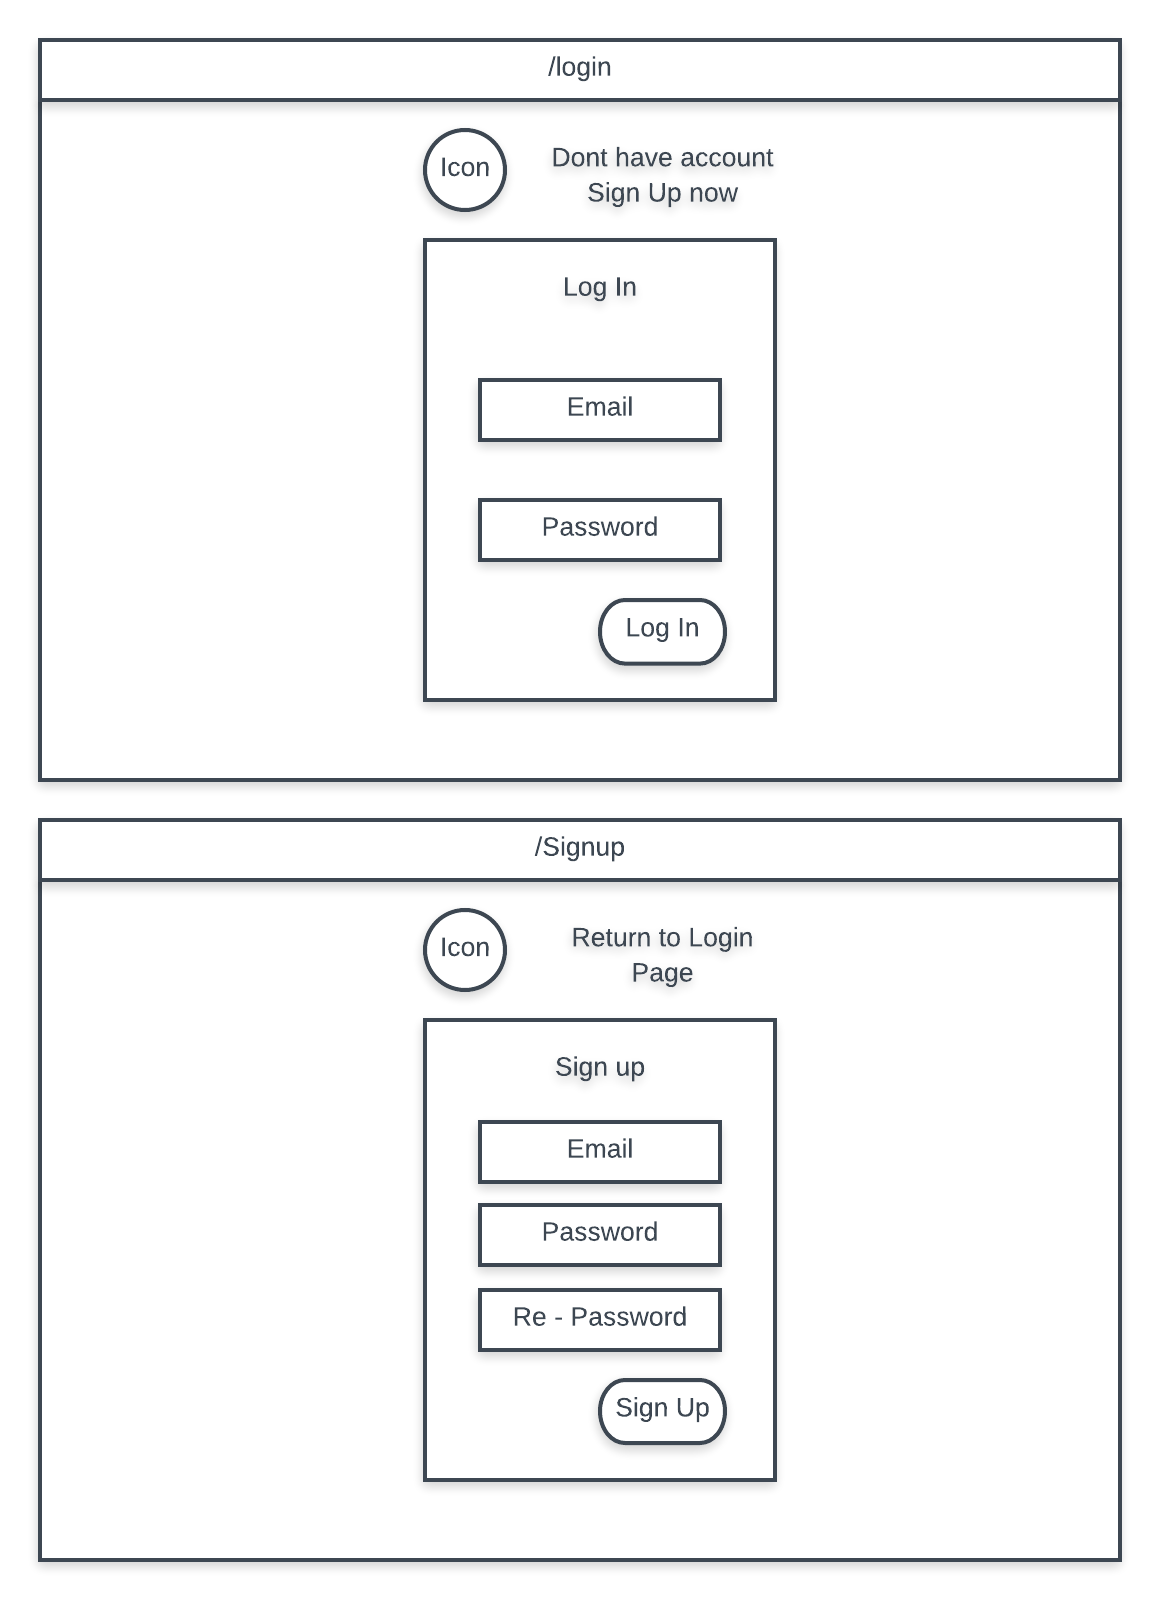 /login
Icon
Dont have account
Sign Up now
Log In
Email
Password
Log In
/Signup
Icon
Return to Login
Page
Sign up
Email
Password
Re - Password
Sign Up